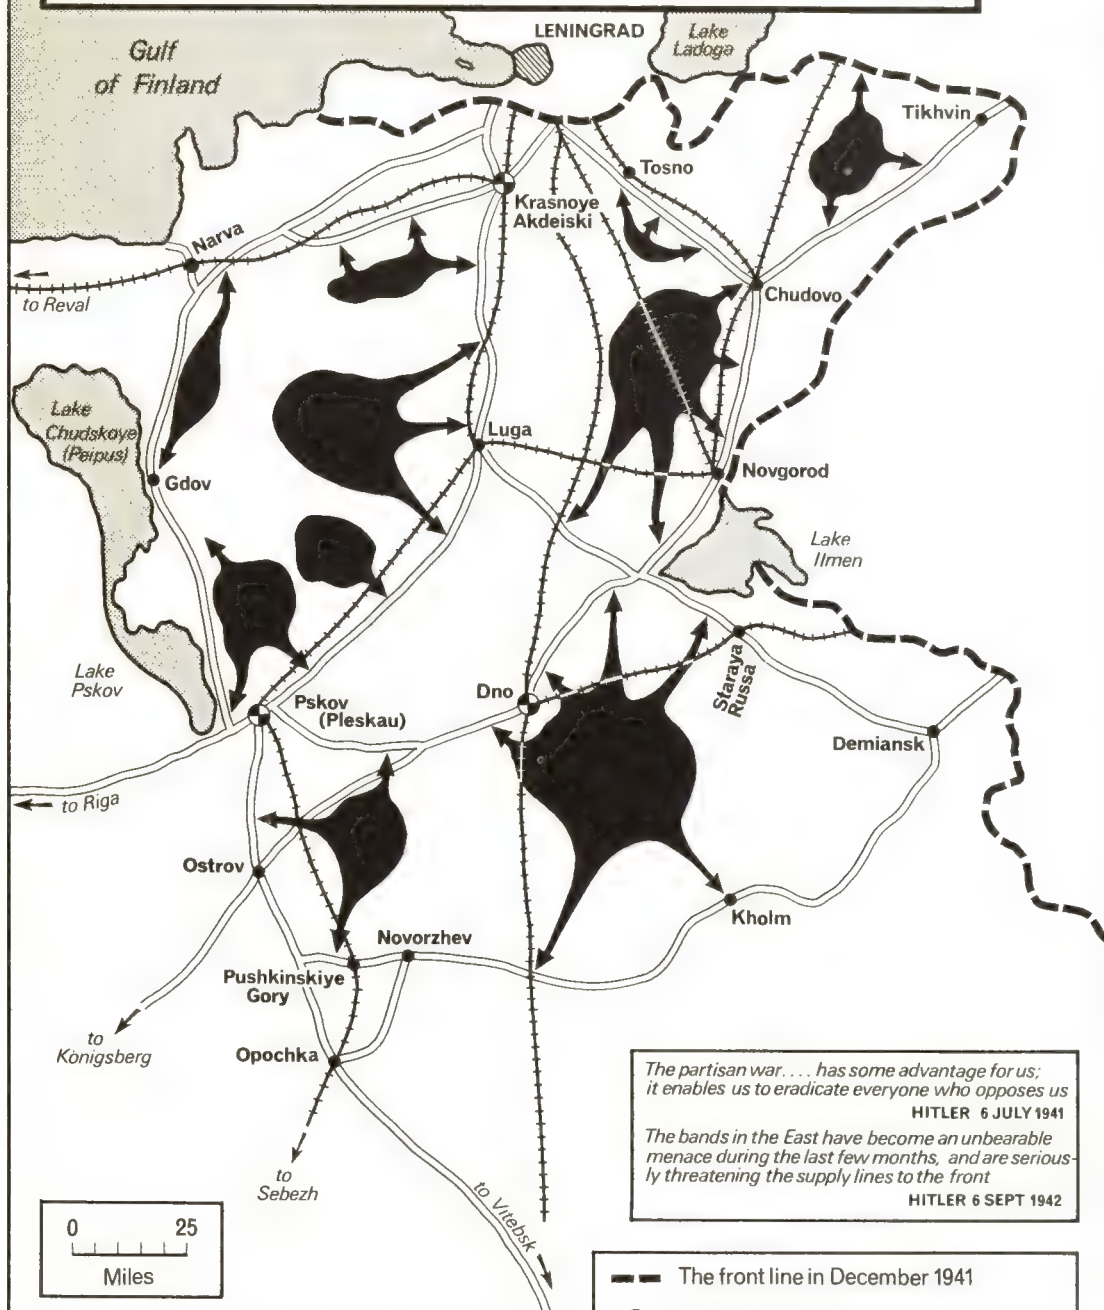 LENINGRAD
Lake
Ladoga
Gulf
of Finland
Tikhvin
Tosno
Krasnoye
Akdeiski
Narva
to Reval
Chudovo
Lake
Chudskoye
(Peipus)
Luga
Gdov
Novgorod
Lake
Ilmen
Lake
Pskov
Pskov
(Pleskau)
Dno
Staraya
Russa
Demiansk
to Riga
Ostrov
Kholm
Novorzhev
Pushkinskiye
Gory
to
Königsberg
Opochka
to
Sebezh
to Vitebsk
The partisan war.... has some advantage for us;
it enables us to eradicate everyone who opposes us
HITLER 6 JULY 1941
The bands in the East have become an unbearable
menace during the last few months, and are serious-
ly threatening the supply lines to the front
HITLER 6 SEPT 1942
0 25
Miles
The front line in December 1941